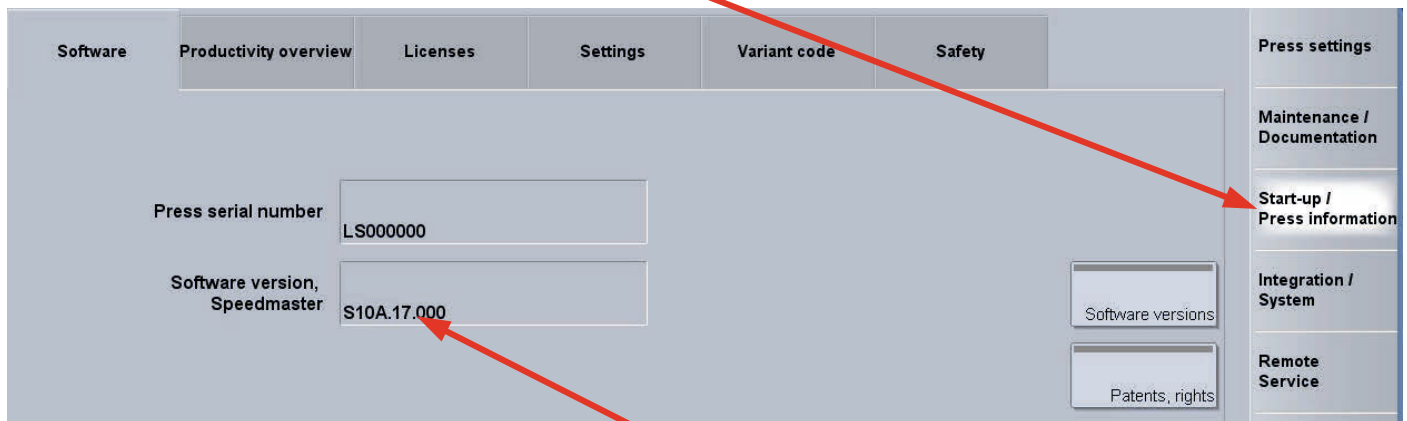 Software
Productivity overview
Licenses
Settings
Variant code
Safety
Press settings
Maintenance /
Documentation
Start-up /
Press information
Integration /
System
Remote
Service
Press serial number
LS000000
Software version,
Speedmaster
S10A.17.000
Software versions
Patents, rights